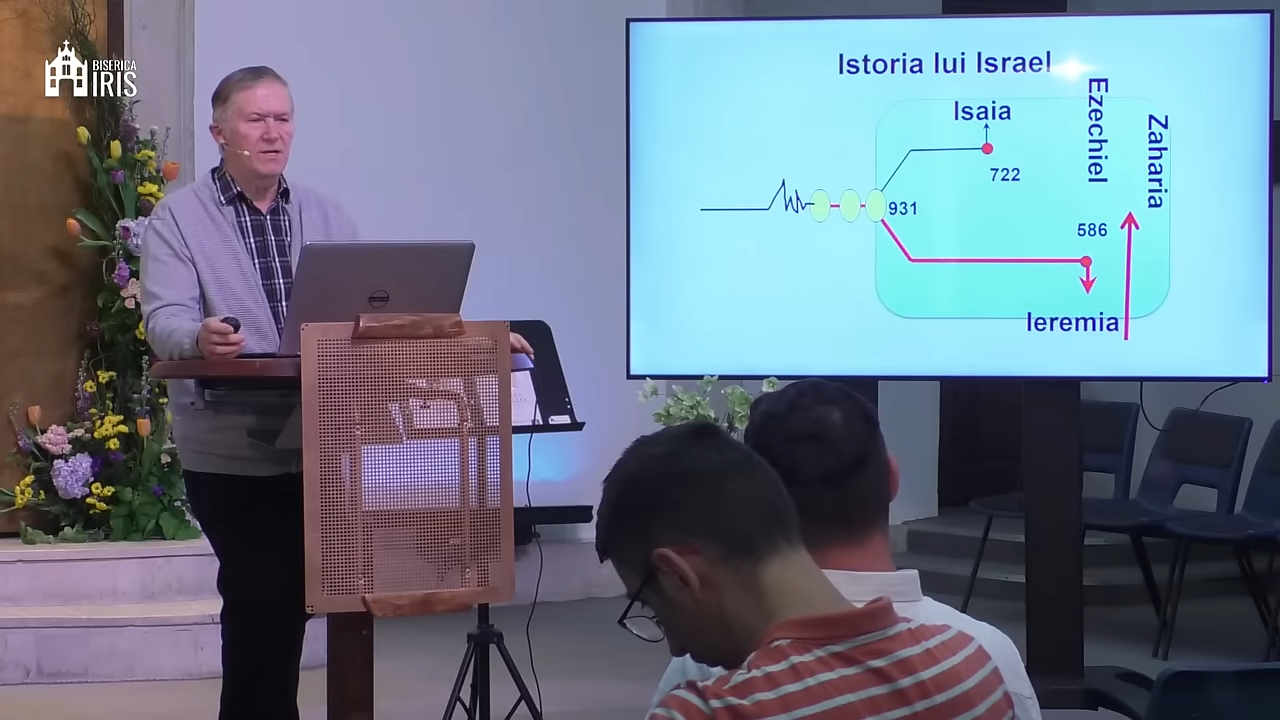 BISERICA
IRIS
Istoria lui Israel
Isaia
722
931
Ezechiel
Zaharia
586
Ieremia